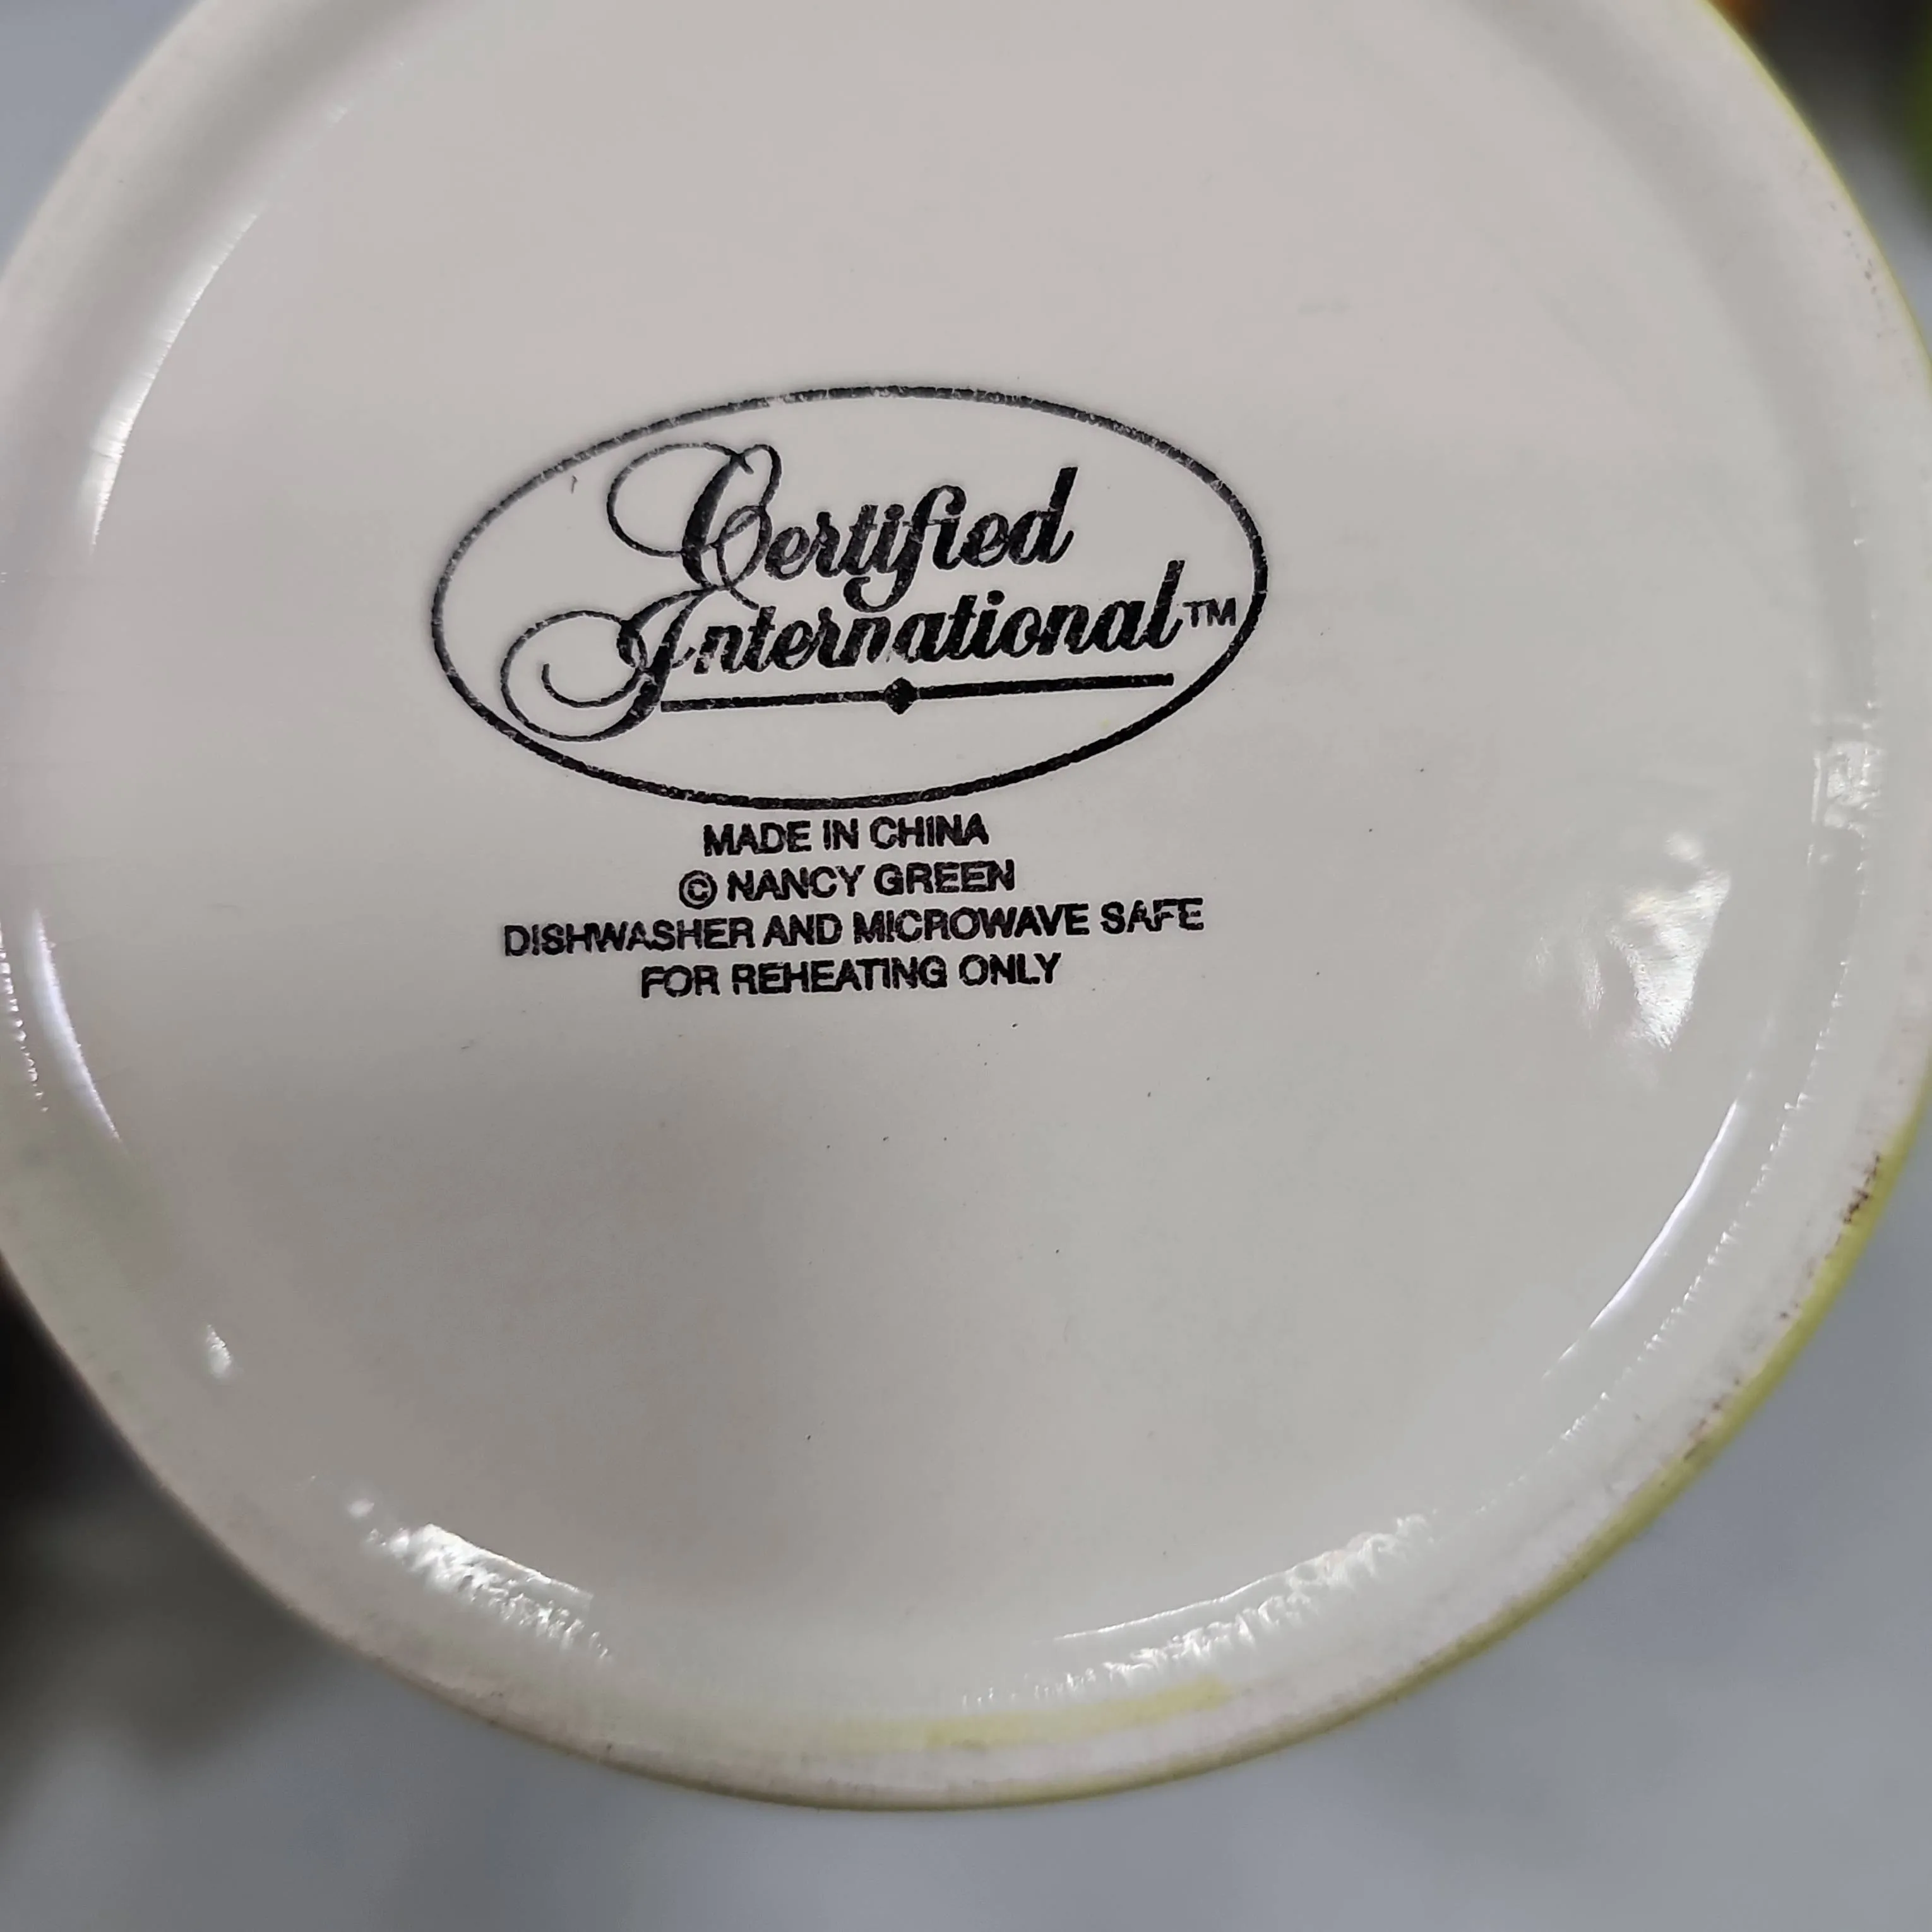 Certified
International™
MADE IN CHINA
© NANCY GREEN
DISHWASHER AND MICROWAVE SAFE
FOR REHEATING ONLY